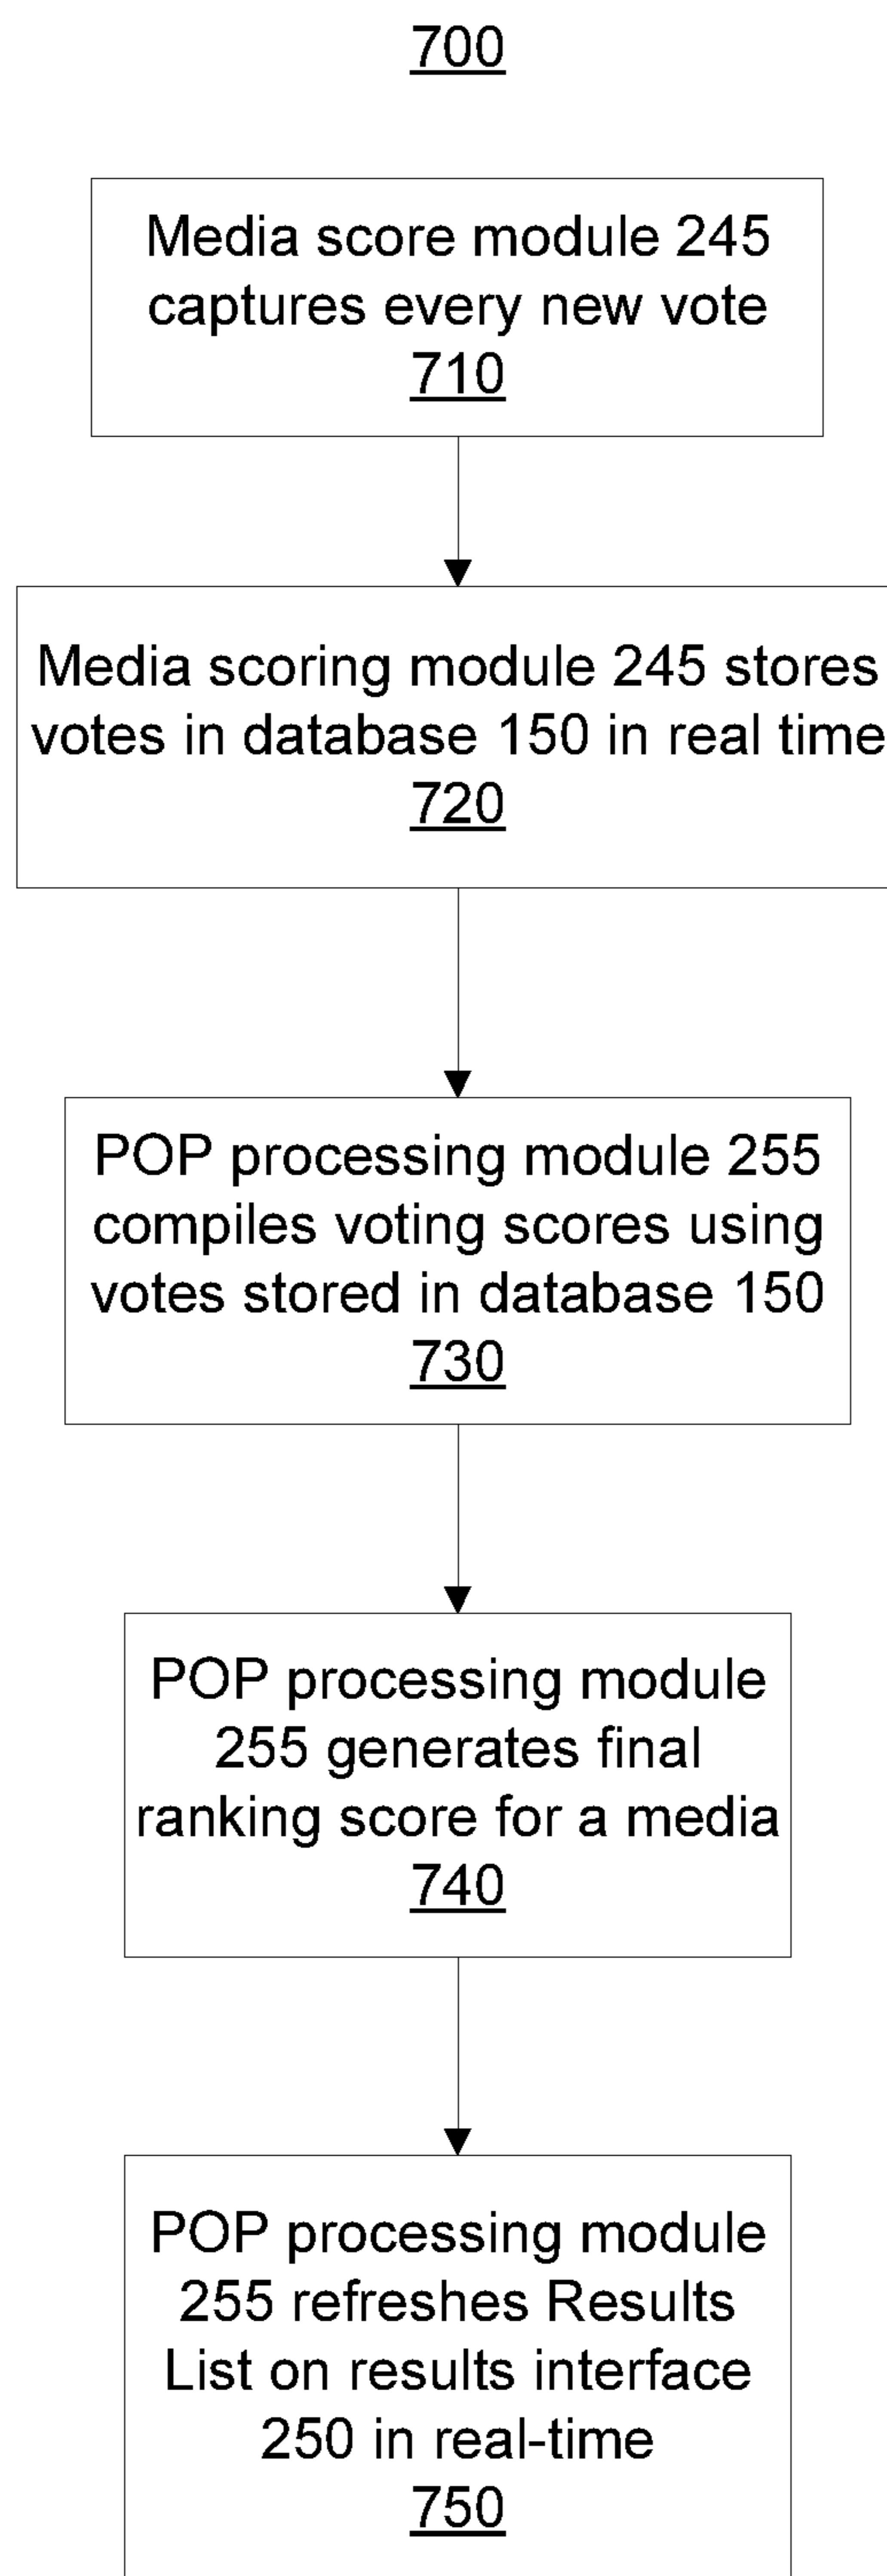 700
Media score module 245
captures every new vote
710
Media scoring module 245 stores
votes in database 150 in real time
720
POP processing module 255
compiles voting scores using
votes stored in database 150
730
POP processing module
255 generates final
ranking score for a media
740
POP processing module
255 refreshes Results
List on results interface
250 in real-time
750